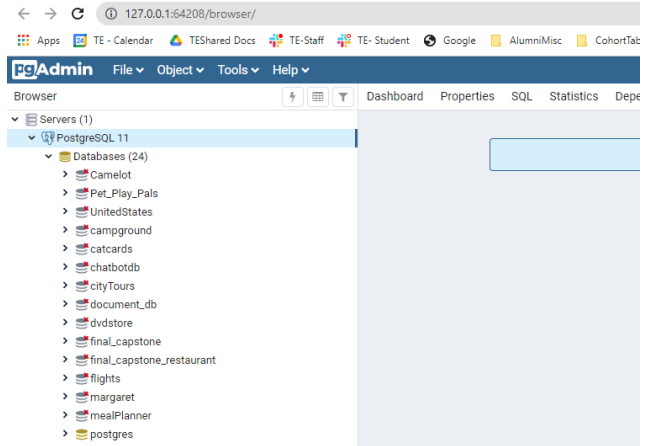 127.0.0.1:64208/browser/
Apps 24 TE - Calendar TEShared Docs TE-Staff TE- Student Google AlumniMisc CohortTab
pgAdmin File Object Tools Help
Browser Dashboard Properties SQL Statistics Depe
Servers (1)
PostgreSQL 11
Databases (24)
Camelot
Pet_Play_Pals
UnitedStates
campground
catcards
chatbotdb
cityTours
document_db
dvdstore
final_capstone
final_capstone_restaurant
flights
margaret
mealPlanner
postgres